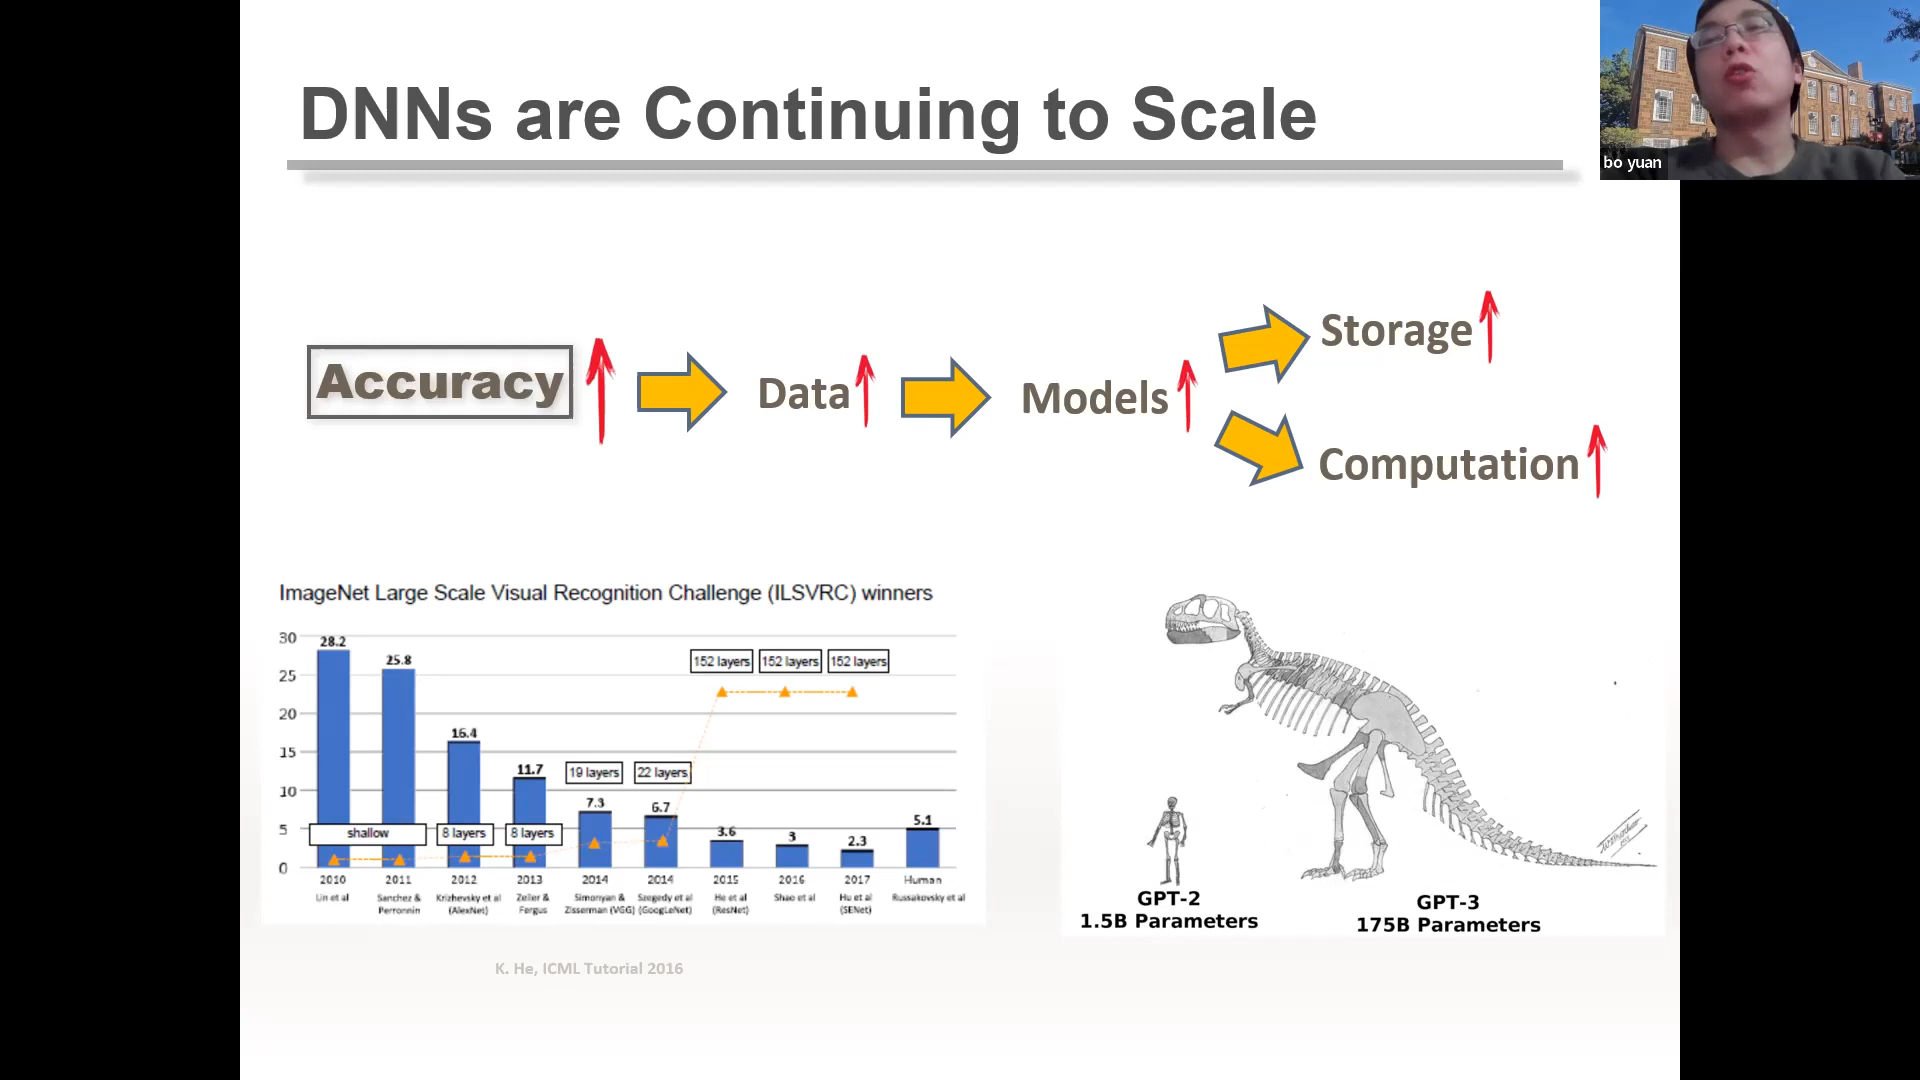 DNNs are Continuing to Scale
bo yuan
Accuracy
Data
Models
Storage
Computation
ImageNet Large Scale Visual Recognition Challenge (ILSVRC) winners
30
25
20
15
10
5
0
28.2
25.8
16.4
11.7
7.3
6.7
3.6
3
2.3
5.1
shallow
8 layers
8 layers
19 layers
22 layers
152 layers
152 layers
152 layers
2010
Lin et al
2011
Sanchez &
Perronnin
2012
Krizhevsky et al
(AlexNet)
2013
Zeiler &
Fergus
2014
Simonyan &
Zisserman (VGG)
2014
Szegedy et al
(GoogLeNet)
2015
He et al
(ResNet)
2016
Shao et al
2017
Hu et al
(SENet)
Human
Russakovsky et al
K. He, ICML Tutorial 2016
GPT-2
1.5B Parameters
GPT-3
175B Parameters